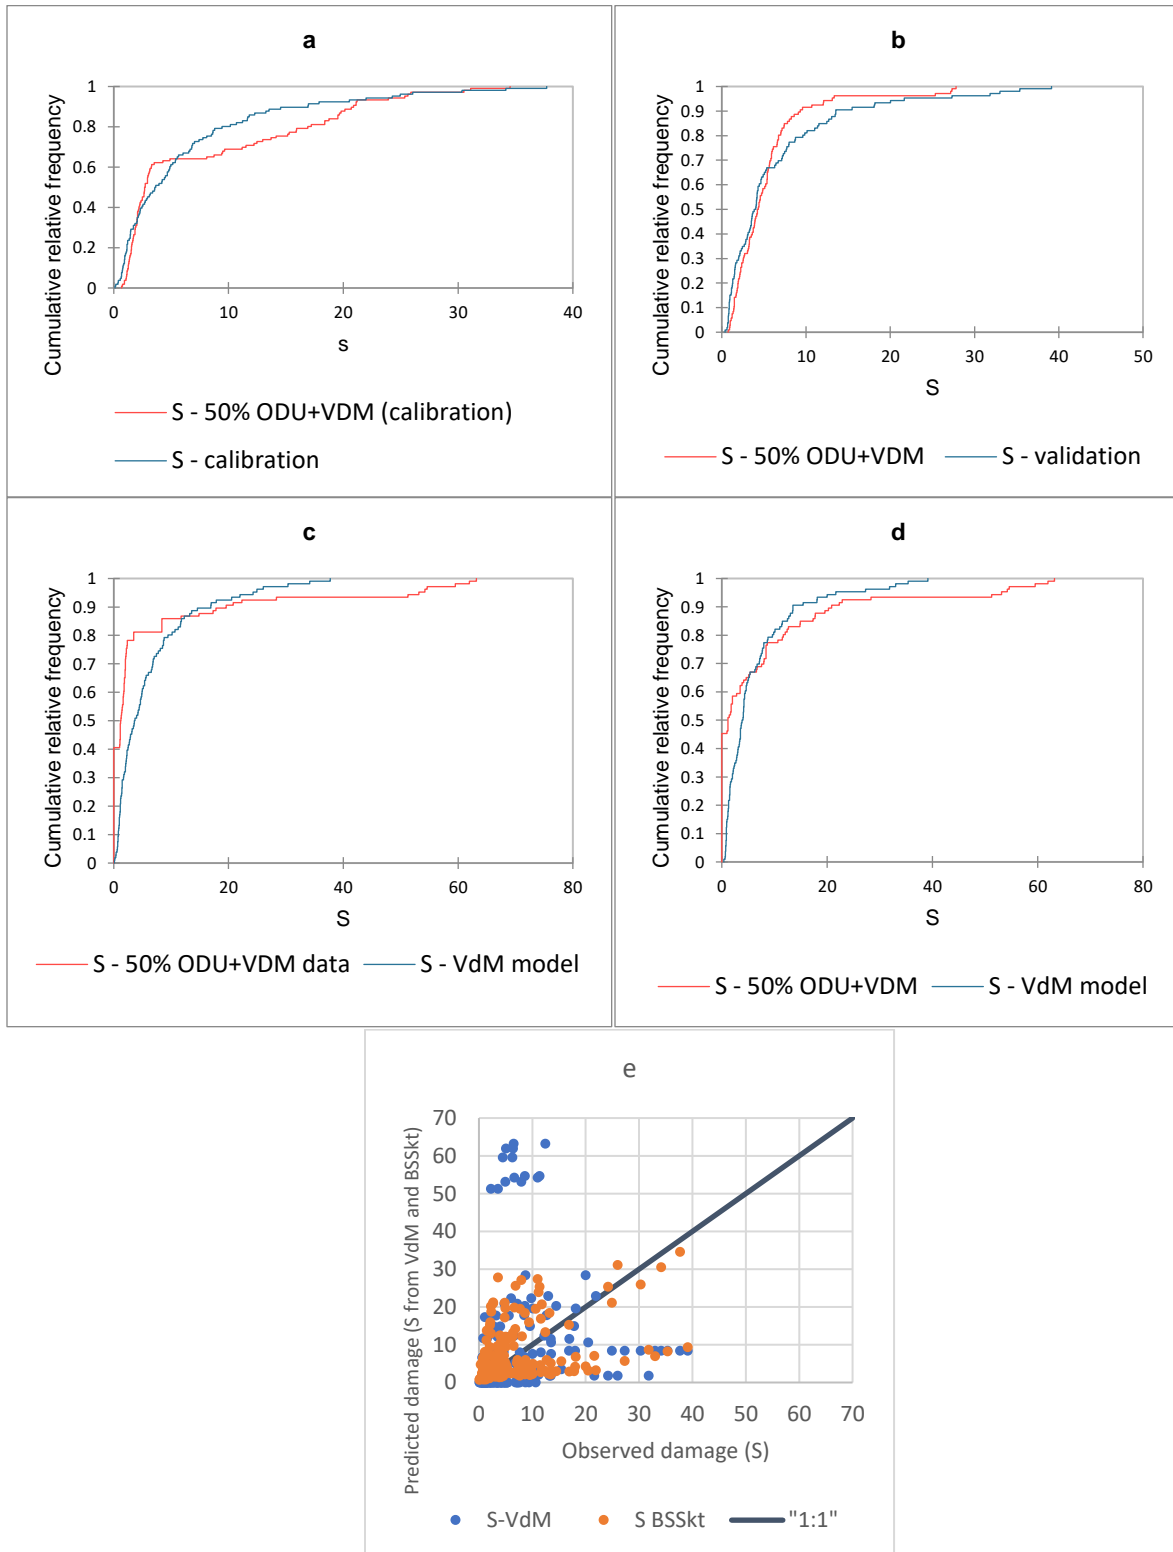 a
Cumulative relative frequency
1
0.8
0.6
0.4
0.2
0
0 10 20 30 40
s
S - 50% ODU+VDM (calibration)
S - calibration
b
Cumulative relative frequency
1
0.9
0.8
0.7
0.6
0.5
0.4
0.3
0.2
0.1
0
0 10 20 30 40 50
S
S - 50% ODU+VDM S - validation
c
Cumulative relative frequency
1
0.9
0.8
0.7
0.6
0.5
0.4
0.3
0.2
0.1
0
0 20 40 60 80
S
S - 50% ODU+VDM data S - VdM model
d
Cumulative relative frequency
1
0.9
0.8
0.7
0.6
0.5
0.4
0.3
0.2
0.1
0
0 20 40 60 80
S
S - 50% ODU+VDM S - VdM model
e
Predicted damage (S from VdM and BSSkt)
70
60
50
40
30
20
10
0
0 10 20 30 40 50 60 70
Observed damage (S)
S-VdM S BSSkt "1:1"